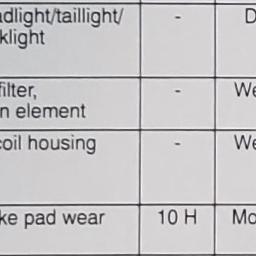 adlight/taillight/ - D
klight
filter, - We
n element
coil housing - We
ke pad wear 10 H Mo